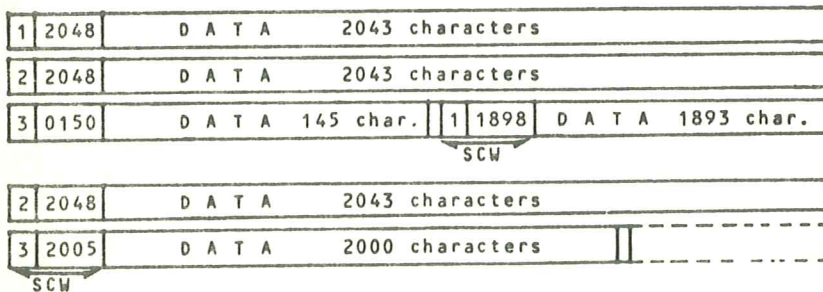 1 2048 D A T A 2043 characters
2 2048 D A T A 2043 characters
3 0150 D A T A 145 char. 1 1898 D A T A 1893 char.
SCW
2 2048 D A T A 2043 characters
3 2005 D A T A 2000 characters
SCW